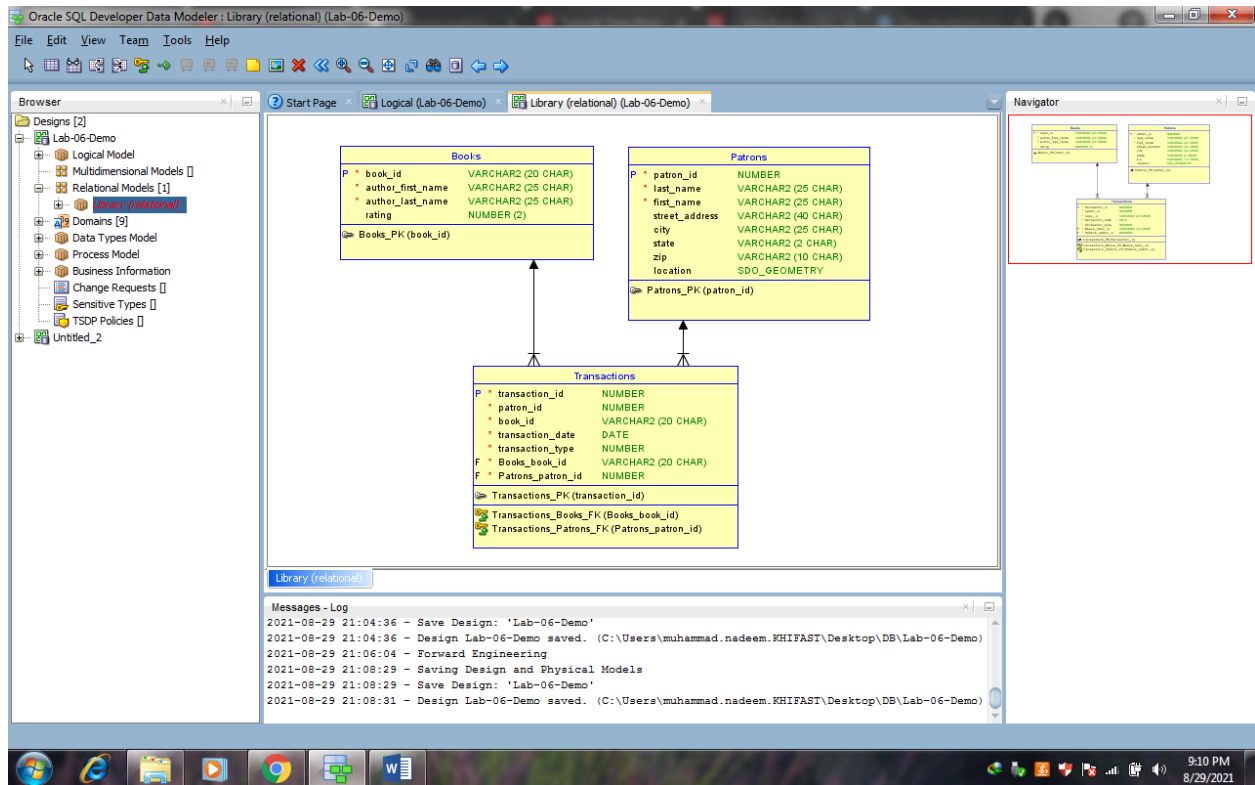 Oracle SQL Developer Data Modeler : Library (relational) (Lab-06-Demo)
File Edit View Team Tools Help
Browser
Designs [2]
Lab-06-Demo
Logical Model
Multidimensional Models []
Relational Models [1]
Library (relational)
Domains [9]
Data Types Model
Process Model
Business Information
Change Requests []
Sensitive Types []
TSDP Policies []
Untitled_2
Start Page
Logical (Lab-06-Demo)
Library (relational) (Lab-06-Demo)
Books
P * book_id VARCHAR2 (20 CHAR)
* author_first_name VARCHAR2 (25 CHAR)
* author_last_name VARCHAR2 (25 CHAR)
rating NUMBER (2)
Books_PK (book_id)
Patrons
P * patron_id NUMBER
* last_name VARCHAR2 (25 CHAR)
* first_name VARCHAR2 (25 CHAR)
street_address VARCHAR2 (40 CHAR)
city VARCHAR2 (25 CHAR)
state VARCHAR2 (2 CHAR)
zip VARCHAR2 (10 CHAR)
location SDO_GEOMETRY
Patrons_PK (patron_id)
Transactions
P * transaction_id NUMBER
* patron_id NUMBER
* book_id VARCHAR2 (20 CHAR)
* transaction_date DATE
* transaction_type NUMBER
F * Books_book_id VARCHAR2 (20 CHAR)
F * Patrons_patron_id NUMBER
Transactions_PK (transaction_id)
Transactions_Books_FK (Books_book_id)
Transactions_Patrons_FK (Patrons_patron_id)
Library (relational)
Messages - Log
2021-08-29 21:04:36 - Save Design: 'Lab-06-Demo'
2021-08-29 21:04:36 - Design Lab-06-Demo saved. (C:\Users\muhammad.nadeem.KHIFAST\Desktop\DB\Lab-06-Demo)
2021-08-29 21:06:04 - Forward Engineering
2021-08-29 21:08:29 - Saving Design and Physical Models
2021-08-29 21:08:29 - Save Design: 'Lab-06-Demo'
2021-08-29 21:08:31 - Design Lab-06-Demo saved. (C:\Users\muhammad.nadeem.KHIFAST\Desktop\DB\Lab-06-Demo)
Navigator
Books
Patrons
Transactions
9:10 PM
8/29/2021